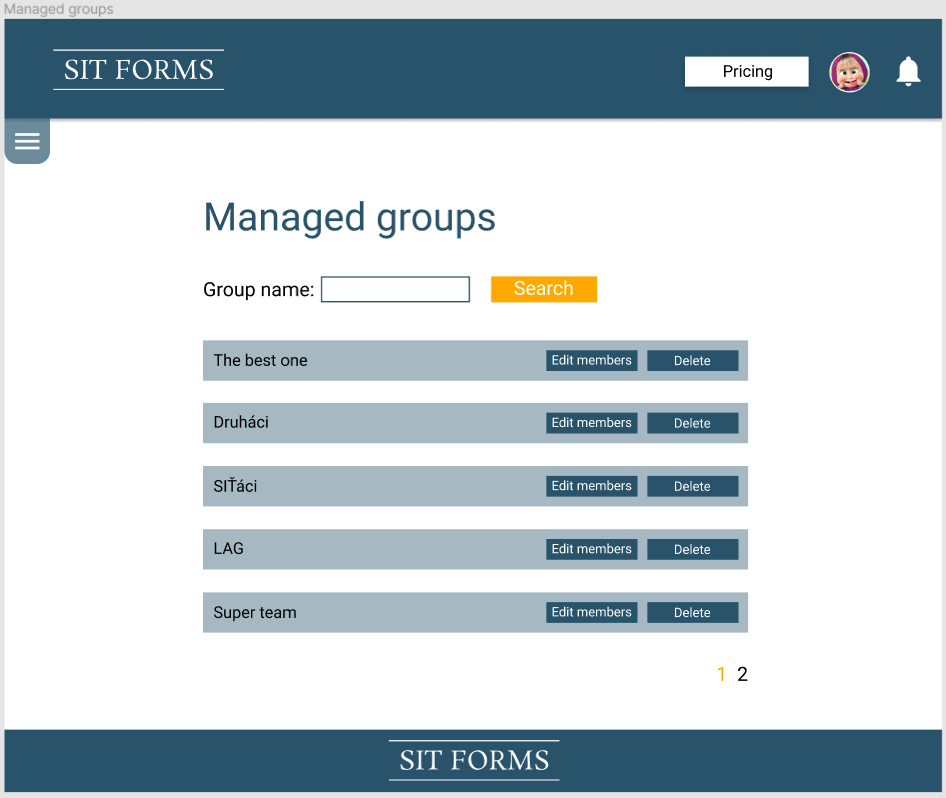 Managed groups
SIT FORMS
Pricing
Managed groups
Group name:
Search
The best one
Edit members
Delete
Druháci
Edit members
Delete
SIŤáci
Edit members
Delete
LAG
Edit members
Delete
Super team
Edit members
Delete
1 2
SIT FORMS